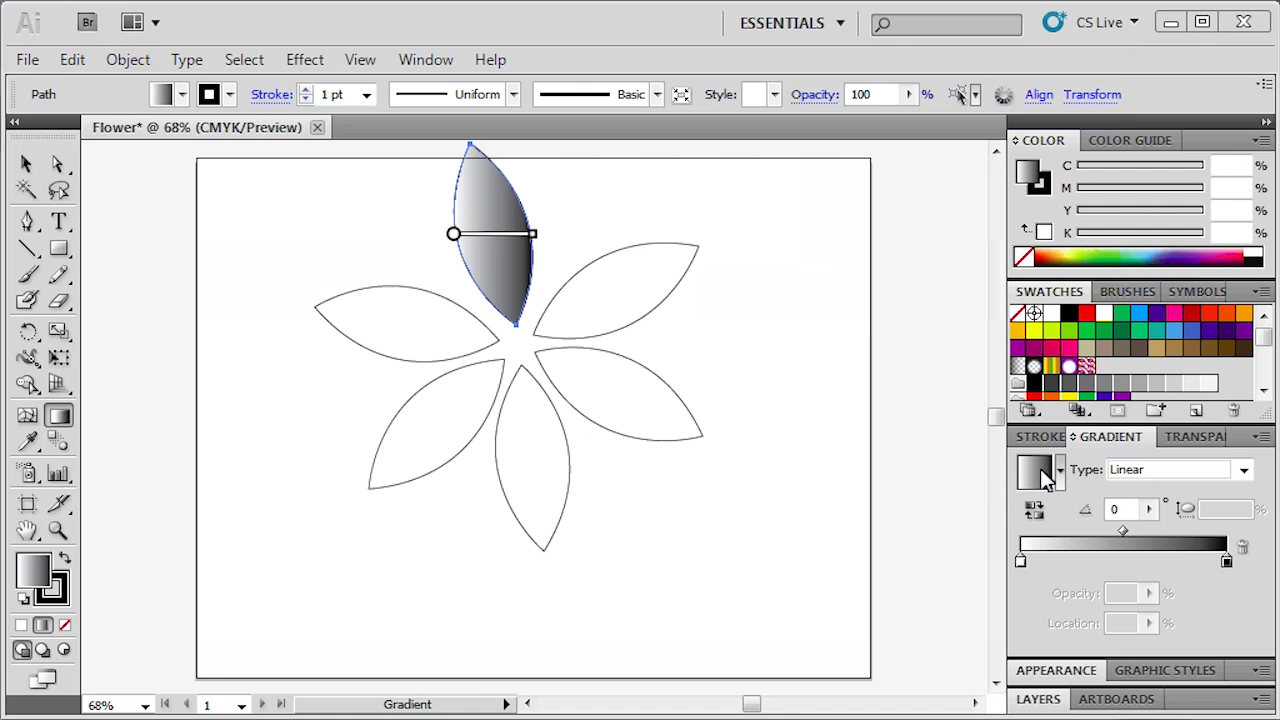 Ai Br ESSENTIALS CS Live
File Edit Object Type Select Effect View Window Help
Path Stroke: 1 pt Uniform Basic Style: Opacity: 100 % Align Transform
Flower* @ 68% (CMYK/Preview)
COLOR COLOR GUIDE
C %
M %
Y %
K %
SWATCHES BRUSHES SYMBOLS
STROKE GRADIENT TRANSPA
Type: Linear
0 ° %
Opacity: %
Location: %
APPEARANCE GRAPHIC STYLES
LAYERS ARTBOARDS
68% 1 Gradient